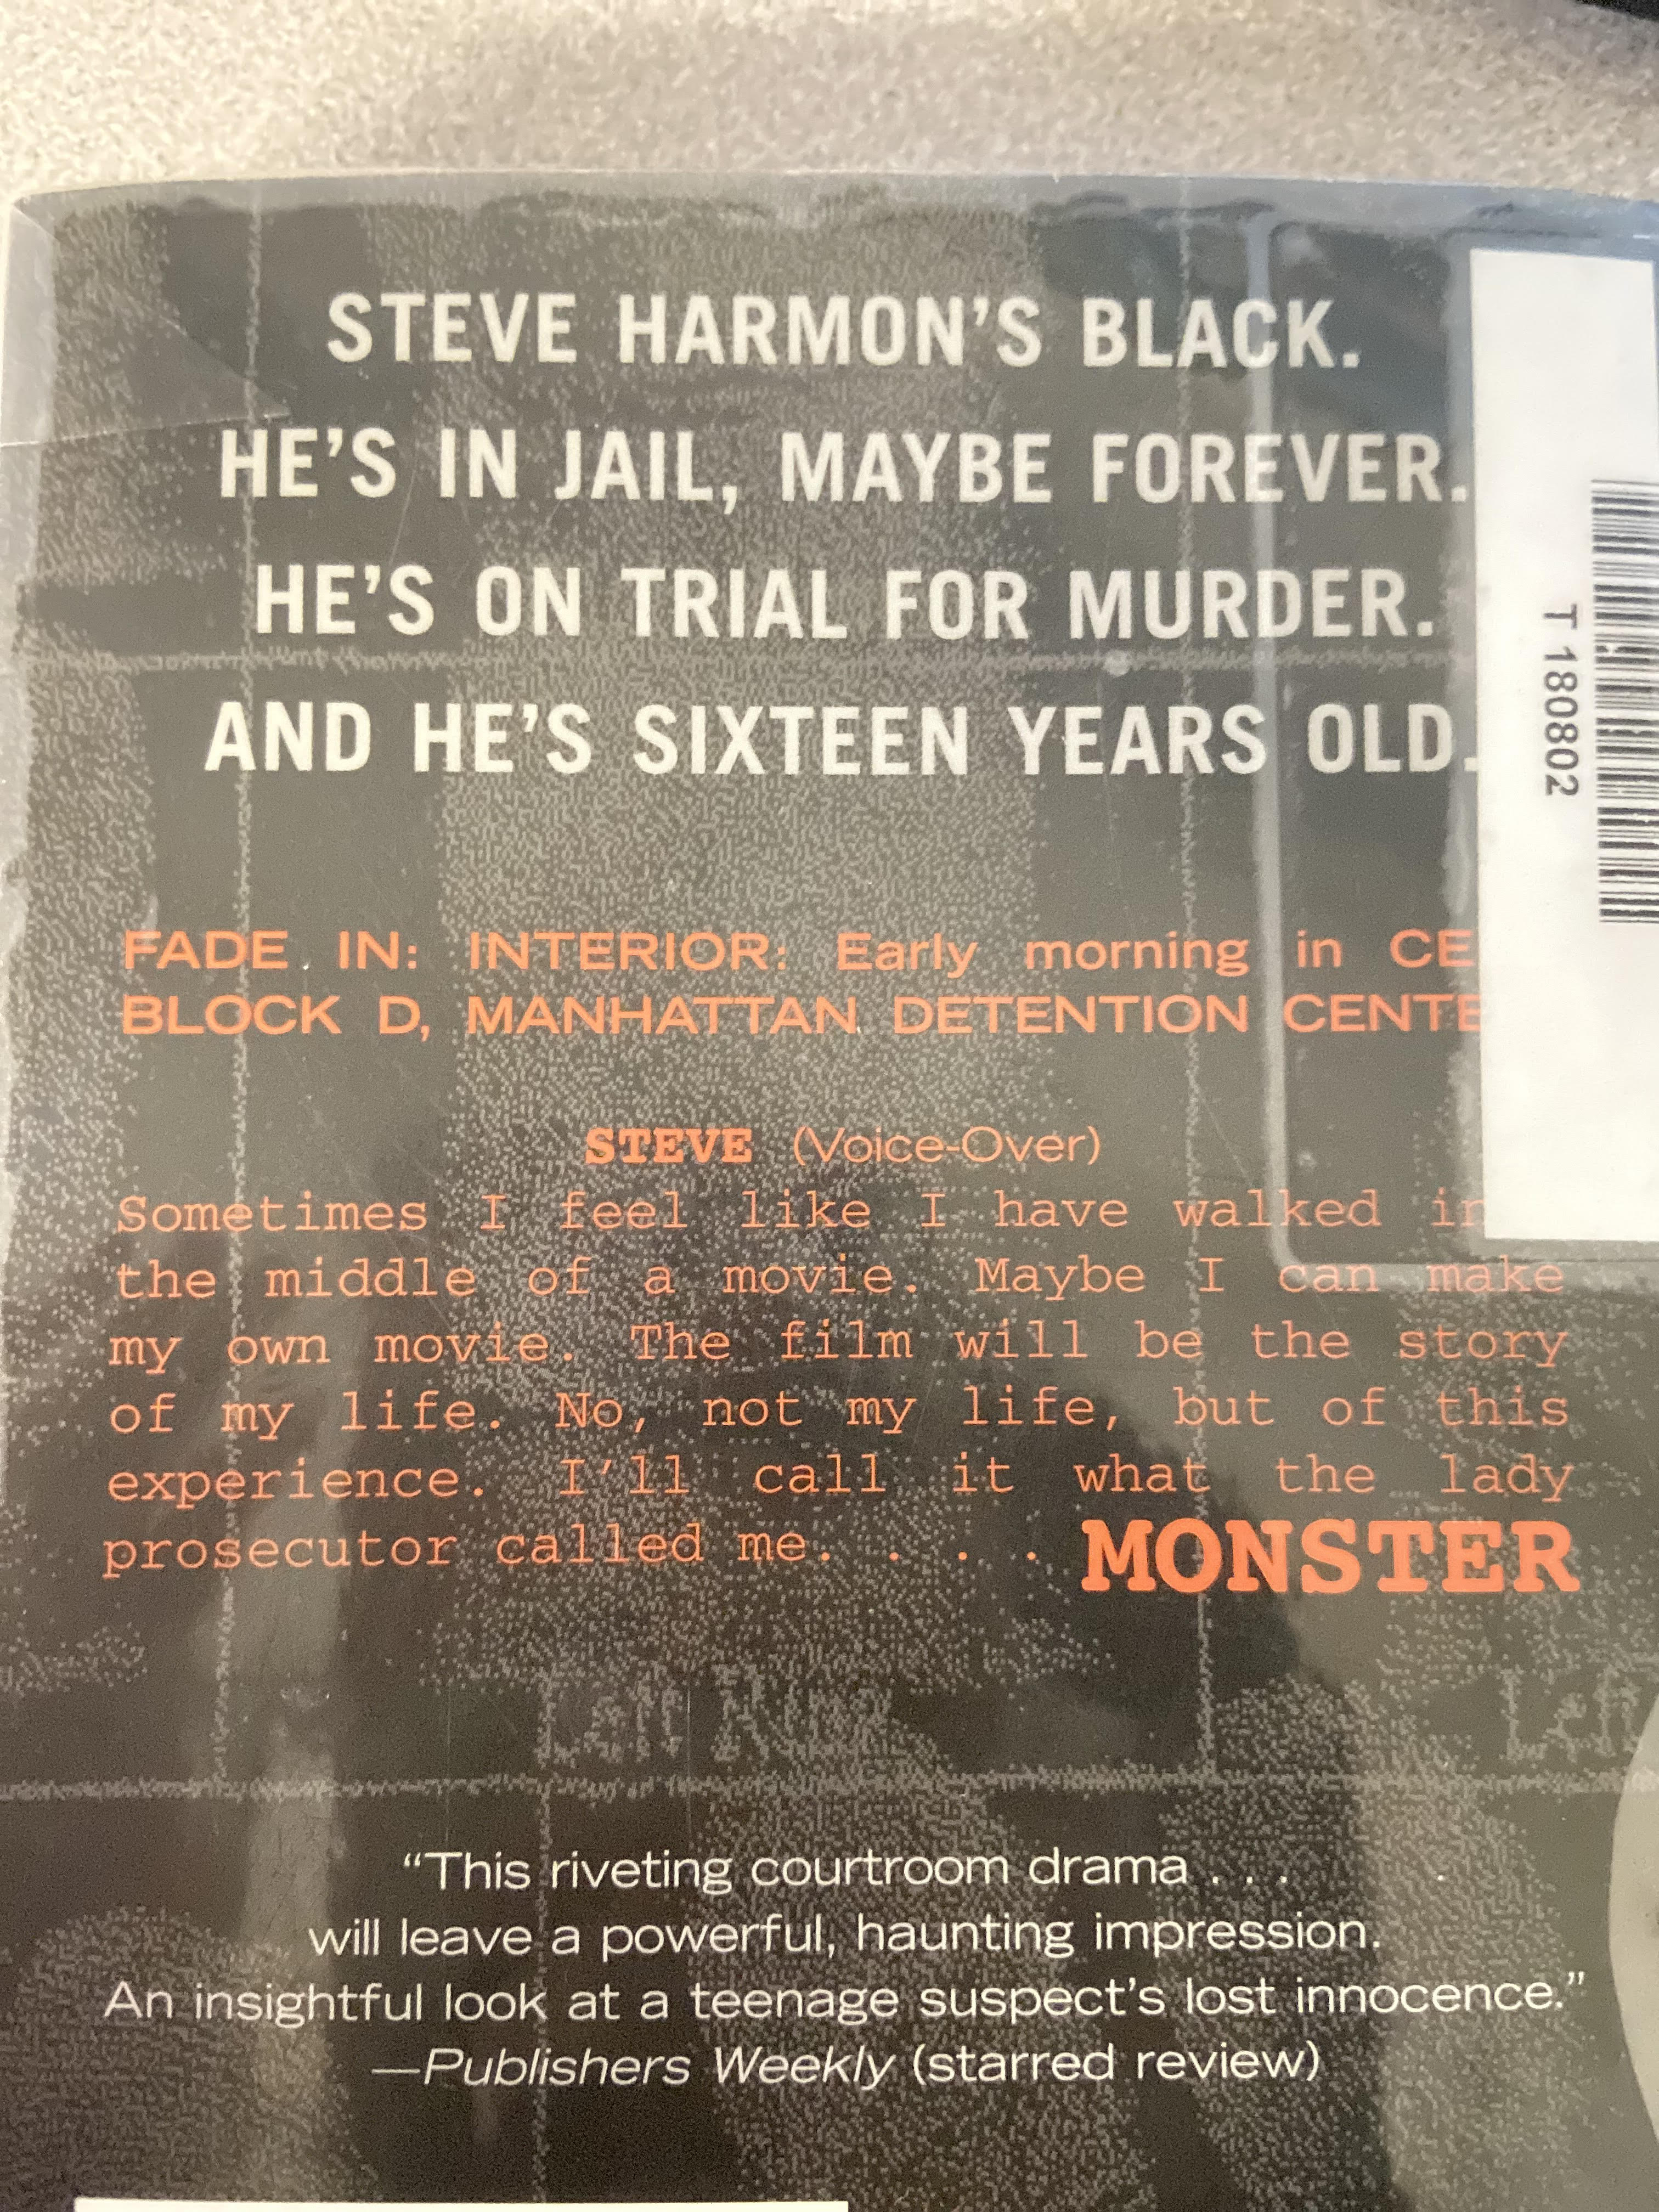 STEVE HARMON'S BLACK.
HE'S IN JAIL, MAYBE FOREVER.
HE'S ON TRIAL FOR MURDER.
AND HE'S SIXTEEN YEARS OLD.
T 180802
FADE IN: INTERIOR: Early morning in CE
BLOCK D, MANHATTAN DETENTION CENTE
STEVE (Voice-Over)
Sometimes I feel like I have walked in
the middle of a movie. Maybe I can make
my own movie. The film will be the story
of my life. No, not my life, but of this
experience. I'll call it what the lady
prosecutor called me. . . . MONSTER
Left
Left
“This riveting courtroom drama . . .
will leave a powerful, haunting impression.
An insightful look at a teenage suspect's lost innocence.”
—Publishers Weekly (starred review)